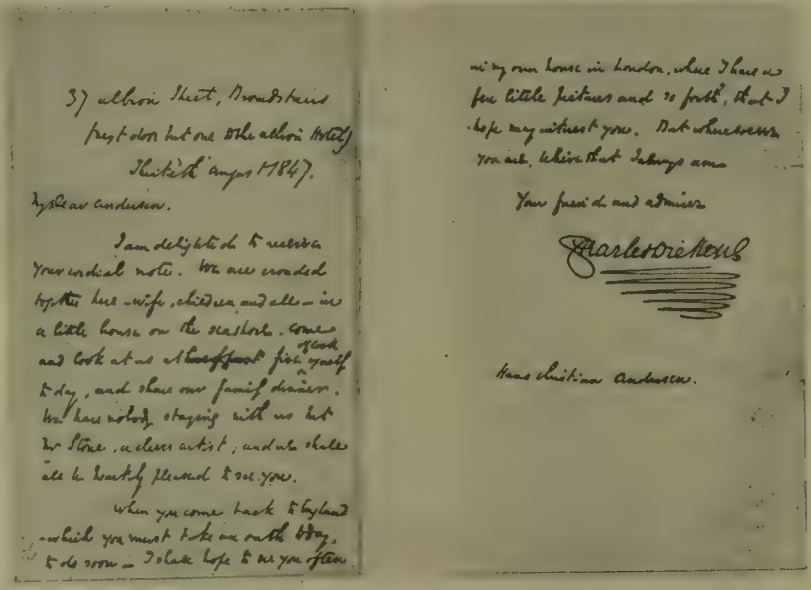 37 Albion Street, Broadstairs
(next door but one to the Albion Hotel)
Thirtieth August 1847.
My Dear Andersen.
I am delighted to receive
your cordial note. We are crowded
together here - wife, children and all - in
a little house on the seashore. Come
and look at us at five o'Clock
today, and share our family dinner.
We have nobody staying with us but
Mr Stone, a clever artist; and we shall
all be heartily pleased to see you.
When you come back to England
- which you must take an oath today,
to do soon - I shall hope to see you often
in my own house in London, where I have a
few little pictures and so forth, that I
hope may interest you. But wheresoever
you are, believe that I always am
Your friend and admirer
Charles Dickens
Hans Christian Andersen.